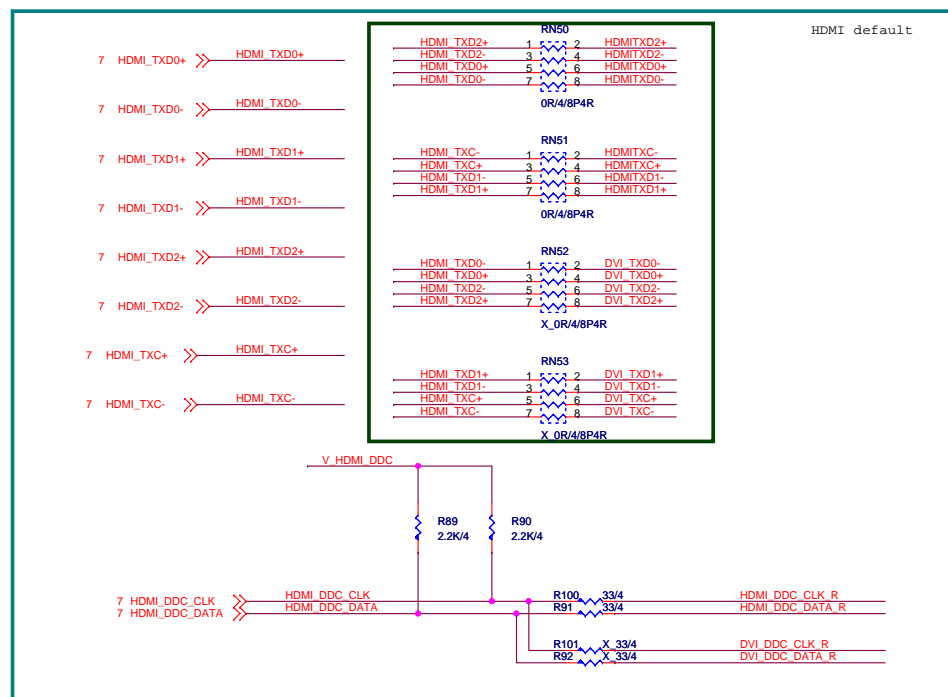 HDMI default
7 HDMI_TXD0+ HDMI_TXD0+
7 HDMI_TXD0- HDMI_TXD0-
7 HDMI_TXD1+ HDMI_TXD1+
7 HDMI_TXD1- HDMI_TXD1-
7 HDMI_TXD2+ HDMI_TXD2+
7 HDMI_TXD2- HDMI_TXD2-
7 HDMI_TXC+ HDMI_TXC+
7 HDMI_TXC- HDMI_TXC-
RN50
HDMI_TXD2+ 1 2 HDMITXD2+
HDMI_TXD2- 3 4 HDMITXD2-
HDMI_TXD0+ 5 6 HDMITXD0+
HDMI_TXD0- 7 8 HDMITXD0-
0R/4/8P4R
RN51
HDMI_TXC- 1 2 HDMITXC-
HDMI_TXC+ 3 4 HDMITXC+
HDMI_TXD1- 5 6 HDMITXD1-
HDMI_TXD1+ 7 8 HDMITXD1+
0R/4/8P4R
RN52
HDMI_TXD0- 1 2 DVI_TXD0-
HDMI_TXD0+ 3 4 DVI_TXD0+
HDMI_TXD2- 5 6 DVI_TXD2-
HDMI_TXD2+ 7 8 DVI_TXD2+
X_0R/4/8P4R
RN53
HDMI_TXD1+ 1 2 DVI_TXD1+
HDMI_TXD1- 3 4 DVI_TXD1-
HDMI_TXC+ 5 6 DVI_TXC+
HDMI_TXC- 7 8 DVI_TXC-
X_0R/4/8P4R
V_HDMI_DDC
R89 R90
2.2K/4 2.2K/4
7 HDMI_DDC_CLK HDMI_DDC_CLK R100 33/4 HDMI_DDC_CLK_R
7 HDMI_DDC_DATA HDMI_DDC_DATA R91 33/4 HDMI_DDC_DATA_R
R101 X_33/4 DVI_DDC_CLK_R
R92 X_33/4 DVI_DDC_DATA_R